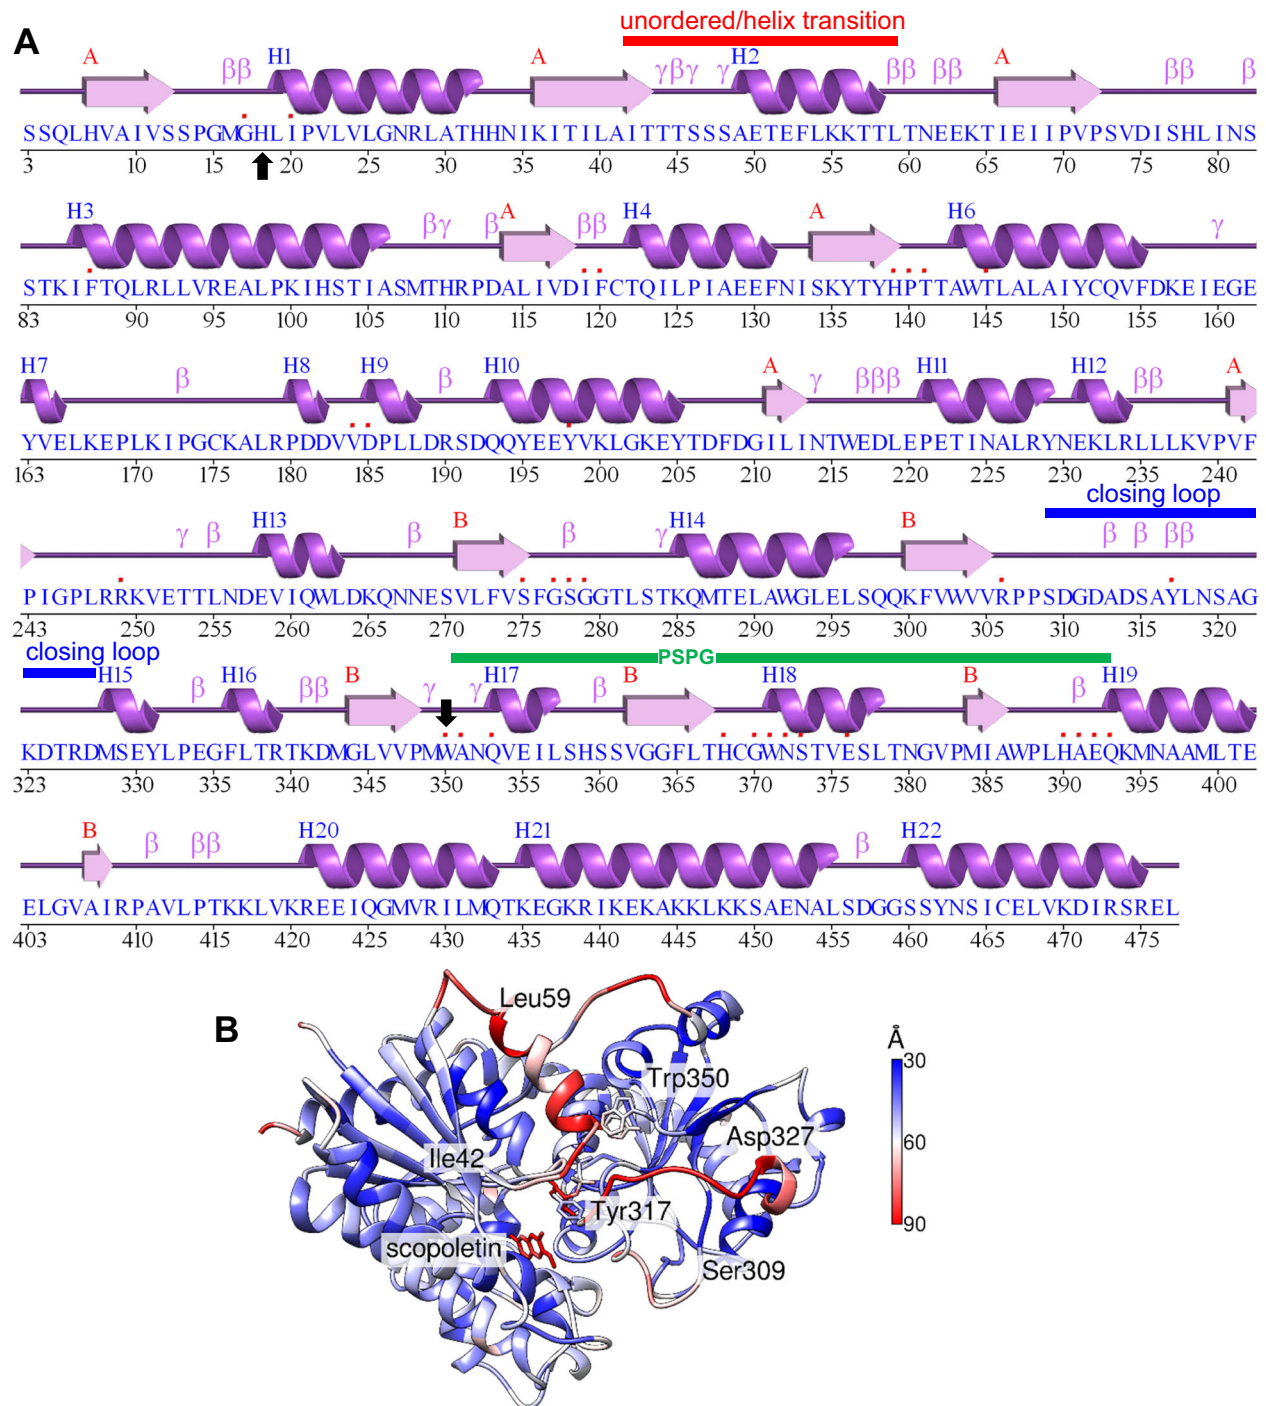 unordered/helix transition
A
A ββ H1 A γβγ γ H2 ββ ββ A ββ β
SSQLHVAIVSSPGMGHLIPVLVLGNRLATHHNIKITILAITTTSSSAETEFLKKTTLTNEEKTIEIIPVPSVDISHLINS
3 10 15 20 25 30 35 40 45 50 55 60 65 70 75 80
H3 βγ β A ββ H4 A H6 γ
STKIFTQLRLLVREALPKIHSTIASMTHRPDALIVDIFCTQILPIAEEFNISKYTYHPTTAWTLALAIYCQVFDKEIEGE
83 90 95 100 105 110 115 120 125 130 135 140 145 150 155 160
H7 β H8 H9 β H10 A γ βββ H11 H12 ββ A
YVELKEPLKIPGCKALRPDDVVDPLLDRSDQQYEEYVKLGKEYTDFDGILINTWEDLEPETINALRYNEKLRLLLKVPVF
163 170 175 180 185 190 195 200 205 210 215 220 225 230 235 240
closing loop
γ β H13 β B β γ H14 B β β ββ
PIGPLRRKVETTLNDEVIQWLDKQNNESVLFVSFGSGGTLSTKQMTELAWGLELSQQKFVWVVRPPSDGDADSAYLNSAG
243 250 255 260 265 270 275 280 285 290 295 300 305 310 315 320
closing loop PSPG
H15 β H16 ββ B γ γ H17 β B H18 B β H19
KDTRDMSEYLPEGFLTRTKDMGLVVPMWANQVEILSHSSVGGFLTHCGWNSTVESLTNGVPMIAWPLHAEQKMNAAMLTE
323 330 335 340 345 350 355 360 365 370 375 380 385 390 395 400
B β ββ H20 H21 β H22
ELGVAIRPAVLPTKKLVKREEIQGMVRILMQTKEGKRIKEKAKKLKKSAENALSDGGSSYNSICELVKDIRSREL
403 410 415 420 425 430 435 440 445 450 455 460 465 470 475
B
Leu59
Å
30
Trp350
Asp327
60
Ile42
Tyr317
90
scopoletin
Ser309